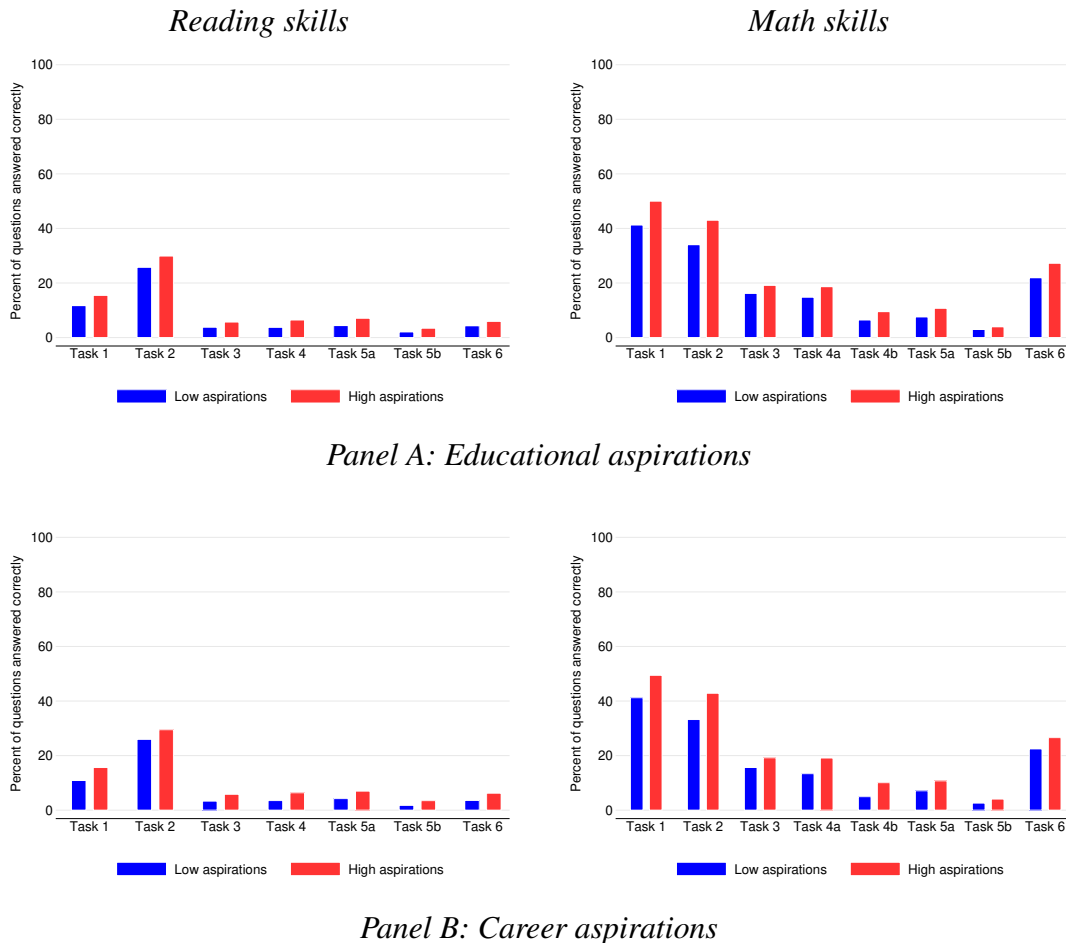 Reading skills
Math skills
Percent of questions answered correctly
100
80
60
40
20
0
Task 1 Task 2 Task 3 Task 4 Task 5a Task 5b Task 6
Low aspirations High aspirations
Percent of questions answered correctly
100
80
60
40
20
0
Task 1 Task 2 Task 3 Task 4a Task 4b Task 5a Task 5b Task 6
Low aspirations High aspirations
Panel A: Educational aspirations
Percent of questions answered correctly
100
80
60
40
20
0
Task 1 Task 2 Task 3 Task 4 Task 5a Task 5b Task 6
Low aspirations High aspirations
Percent of questions answered correctly
100
80
60
40
20
0
Task 1 Task 2 Task 3 Task 4a Task 4b Task 5a Task 5b Task 6
Low aspirations High aspirations
Panel B: Career aspirations